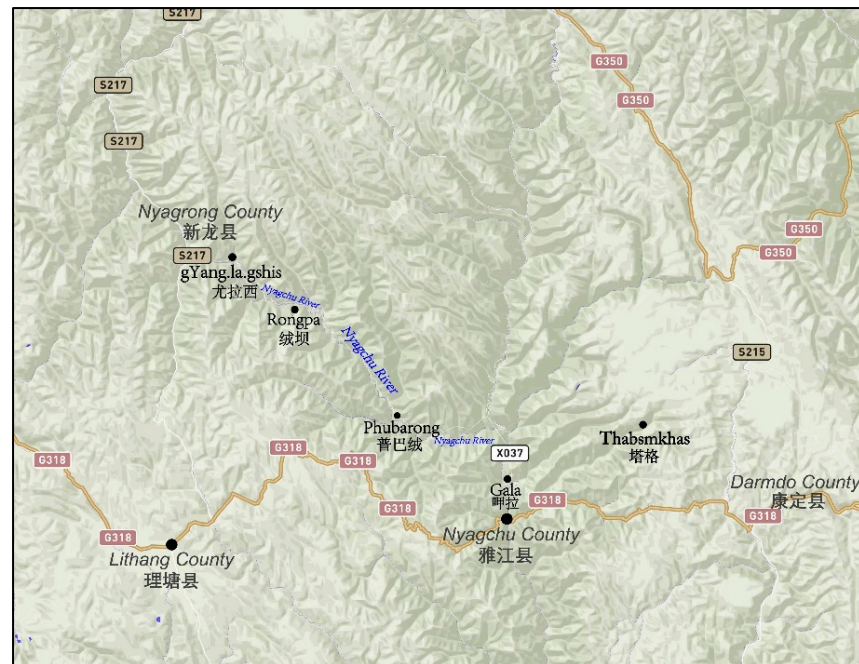 S217
G350
S217
G350
S217
Nyagrong County
新龙县
G350
G350
S217
gYang.la.gshis
尤拉西
Nyagchu River
Rongpa
绒坝
Nyagchu River
S215
Phubarong
普巴绒
Nyagchu River
Thabsmkhas
塔格
G318
G318
G318
X037
Gala
呷拉
Darmdo County
康定县
G318
G318
G318
G318
Nyagchu County
雅江县
Lithang County
理塘县